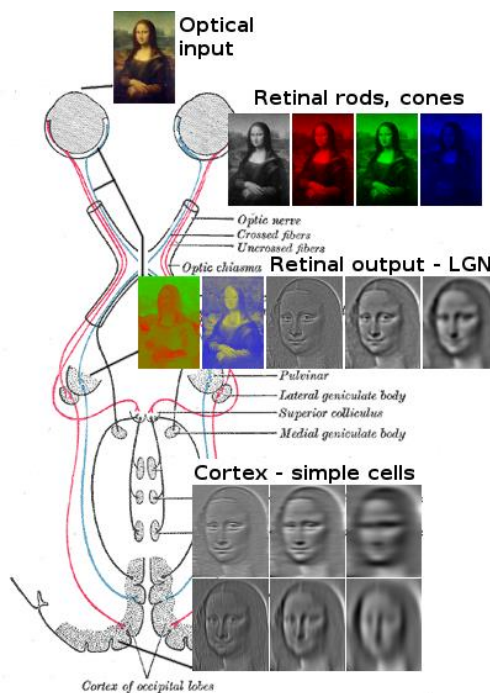 Optical
input
Retinal rods, cones
Optic nerve
Crossed fibers
Uncrossed fibers
Optic chiasma
Retinal output - LGN
Pulvinar
Lateral geniculate body
Superior colliculus
Medial geniculate body
Cortex - simple cells
Cortex of occipital lobes